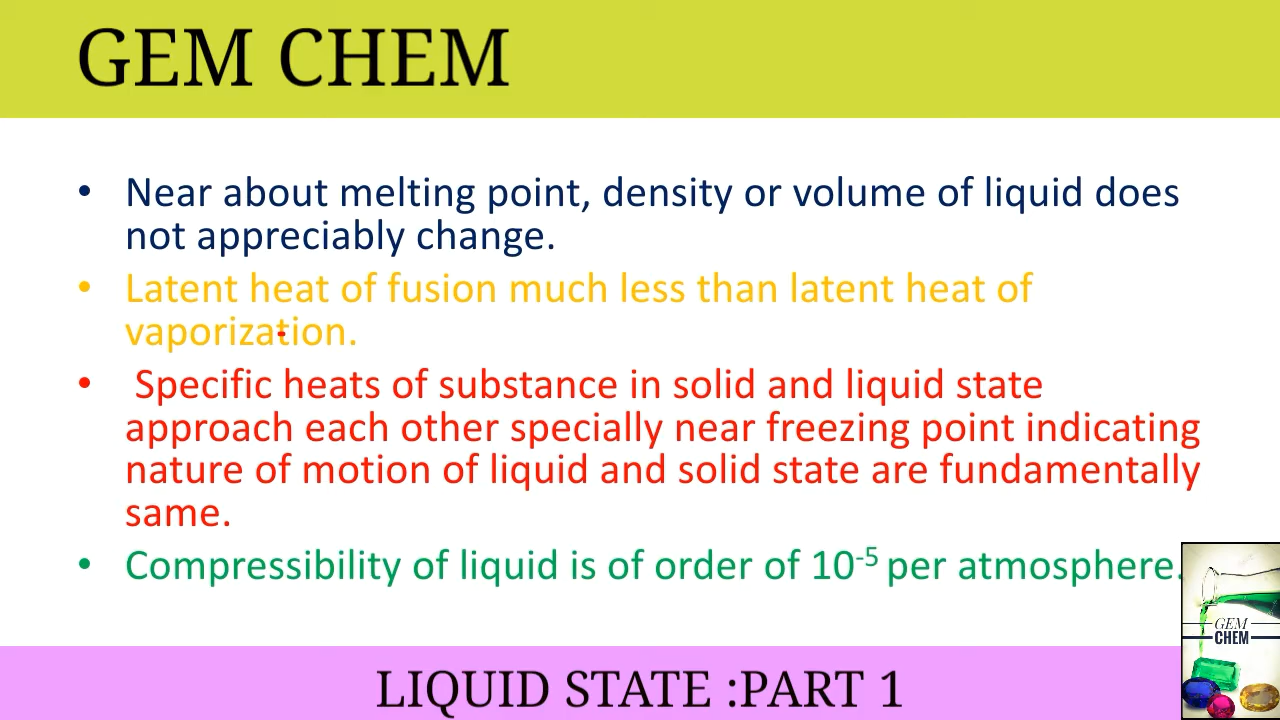 GEM CHEM
• Near about melting point, density or volume of liquid does
not appreciably change.
• Latent heat of fusion much less than latent heat of
vaporization.
• Specific heats of substance in solid and liquid state
approach each other specially near freezing point indicating
nature of motion of liquid and solid state are fundamentally
same.
• Compressibility of liquid is of order of 10⁻⁵ per atmosphere.
GEM
CHEM
LIQUID STATE :PART 1